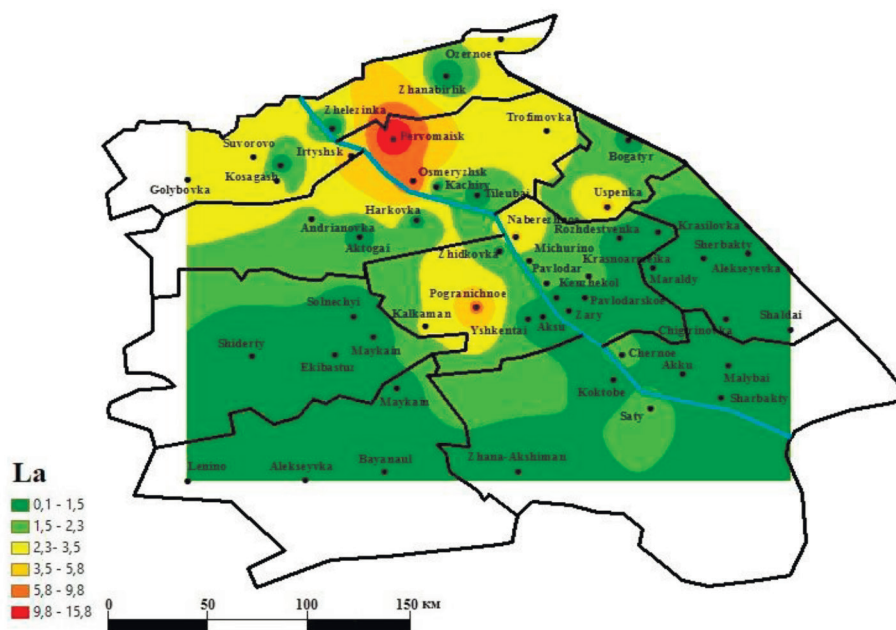 Ozernoe
Zhanabirlik
Zhelezinka
Pervomaisk
Trofimovka
Suvorovo
Irtyshsk
Bogatyr
Golybovka
Kosagash
Osmeryzhsk
Kachiry
Tileubai
Uspenka
Andrianovka
Harkovka
Naberezhnoe
Rozhdestvenka
Krasilovka
Aktogai
Zhidkovka
Michurino
Krasnoarmeika
Sherbakty
Pavlodar
Maraldy
Alekseyevka
Pogranichnoe
Kemzhekol
Solnechyi
Kalkaman
Pavlodarskoe
Yshkentai
Aksu
Zary
Chigirinovka
Shaldai
Shiderty
Maykam
Ekibastuz
Chernoe
Akku
Malybai
Maykam
Koktobe
Sharbakty
Saty
Lenino
Alekseyvka
Bayanaul
Zhana-Akshiman
La
0,1 - 1,5
1,5 - 2,3
2,3- 3,5
3,5 - 5,8
5,8 - 9,8
9,8 - 15,8
0 50 100 150 км